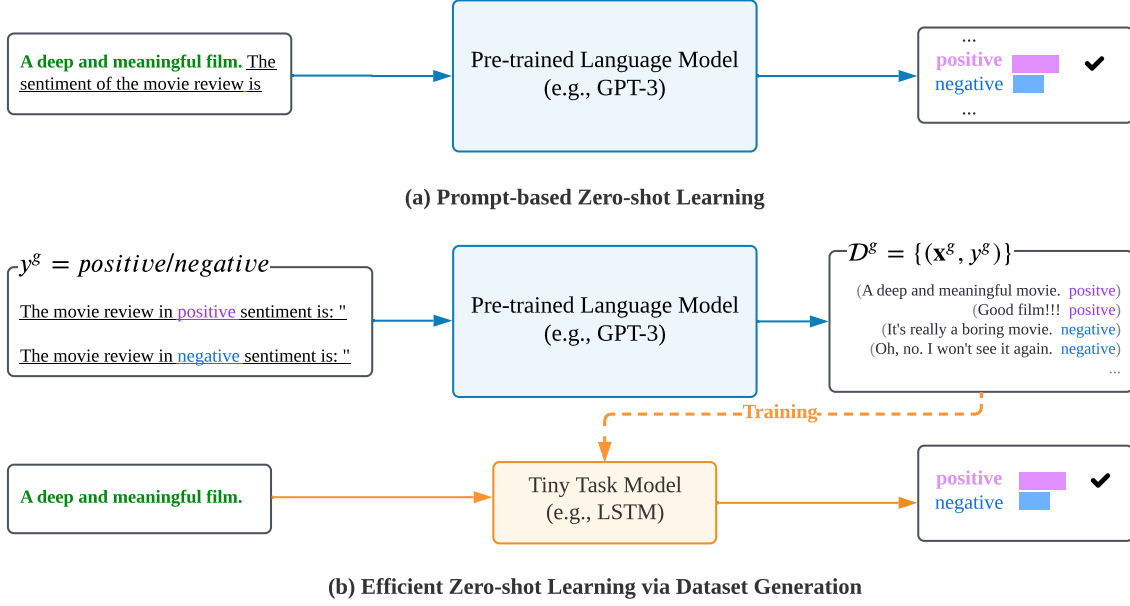 A deep and meaningful film. The
sentiment of the movie review is
Pre-trained Language Model
(e.g., GPT-3)
...
positive ✔
negative
...
(a) Prompt-based Zero-shot Learning
y^g = positive/negative
The movie review in positive sentiment is: "
The movie review in negative sentiment is: "
Pre-trained Language Model
(e.g., GPT-3)
𝒟^g = {(x^g, y^g)}
(A deep and meaningful movie. positve)
(Good film!!! positve)
(It's really a boring movie. negative)
(Oh, no. I won't see it again. negative)
...
Training
A deep and meaningful film.
Tiny Task Model
(e.g., LSTM)
positive ✔
negative
(b) Efficient Zero-shot Learning via Dataset Generation